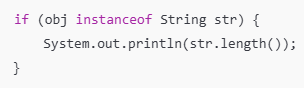 if (obj instanceof String str) {
    System.out.println(str.length());
}